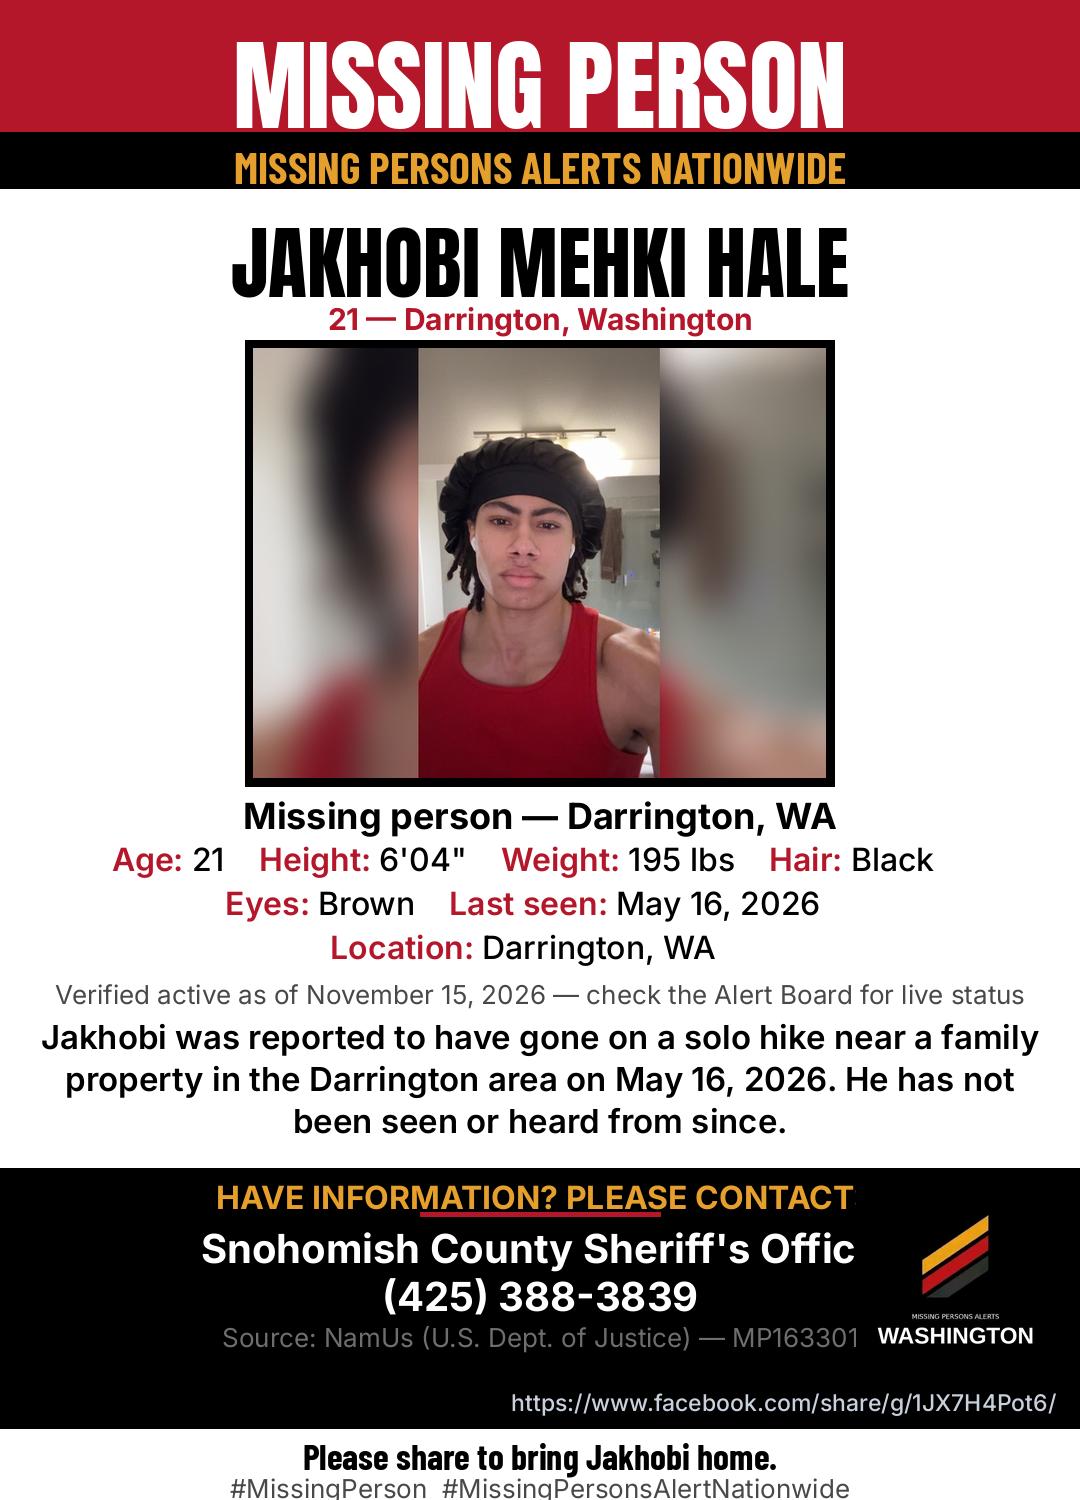 MISSING PERSON
MISSING PERSONS ALERTS NATIONWIDE
JAKHOBI MEHKI HALE
21 — Darrington, Washington
Missing person — Darrington, WA
Age: 21 Height: 6'04" Weight: 195 lbs Hair: Black
Eyes: Brown Last seen: May 16, 2026
Location: Darrington, WA
Verified active as of November 15, 2026 — check the Alert Board for live status
Jakhobi was reported to have gone on a solo hike near a family
property in the Darrington area on May 16, 2026. He has not
been seen or heard from since.
HAVE INFORMATION? PLEASE CONTACT
Snohomish County Sheriff's Offic
(425) 388-3839
Source: NamUs (U.S. Dept. of Justice) — MP163301
MISSING PERSONS ALERTS
WASHINGTON
https://www.facebook.com/share/g/1JX7H4Pot6/
Please share to bring Jakhobi home.
#MissingPerson #MissingPersonsAlertNationwide